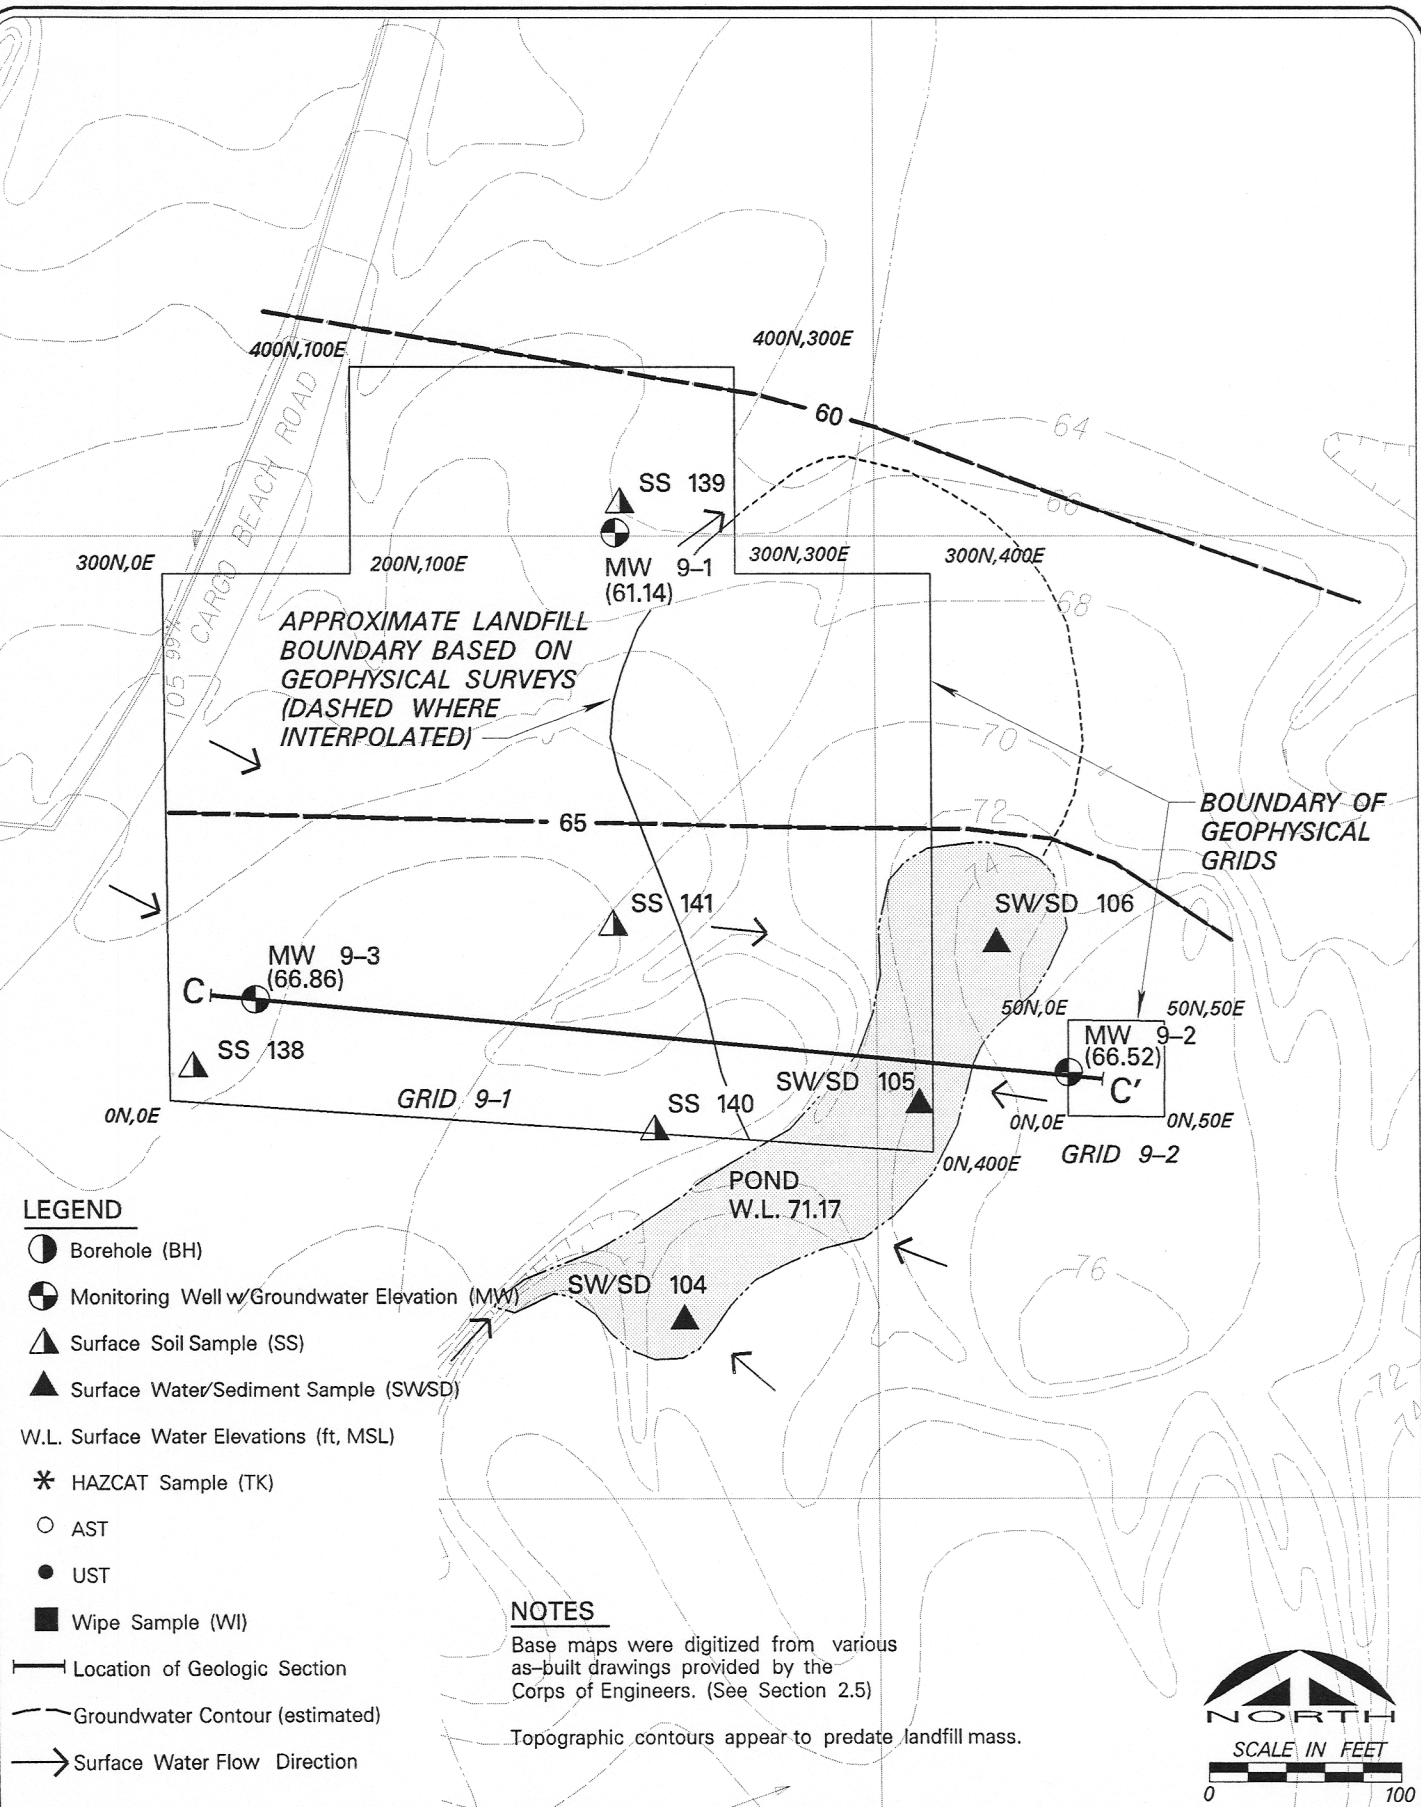 400N,100E
400N,300E
60
64
66
SS 139
CARGO BEACH ROAD
300N,0E
200N,100E
MW 9–1
(61.14)
300N,300E
300N,400E
68
APPROXIMATE LANDFILL
BOUNDARY BASED ON
GEOPHYSICAL SURVEYS
(DASHED WHERE
INTERPOLATED)
70
BOUNDARY OF
GEOPHYSICAL
GRIDS
72
65
74
SS 141
SW/SD 106
MW 9–3
(66.86)
C
50N,0E
50N,50E
MW 9–2
(66.52)
C'
SS 138
SW/SD 105
GRID 9–1
SS 140
0N,0E
0N,0E
0N,50E
0N,400E
GRID 9–2
POND
W.L. 71.17
76
SW/SD 104
72
LEGEND
Borehole (BH)
Monitoring Well w/Groundwater Elevation (MW)
Surface Soil Sample (SS)
Surface Water/Sediment Sample (SW/SD)
W.L. Surface Water Elevations (ft, MSL)
HAZCAT Sample (TK)
AST
UST
Wipe Sample (WI)
Location of Geologic Section
Groundwater Contour (estimated)
Surface Water Flow Direction
NOTES
Base maps were digitized from various
as–built drawings provided by the
Corps of Engineers. (See Section 2.5)
Topographic contours appear to predate landfill mass.
NORTH
SCALE IN FEET
0 100